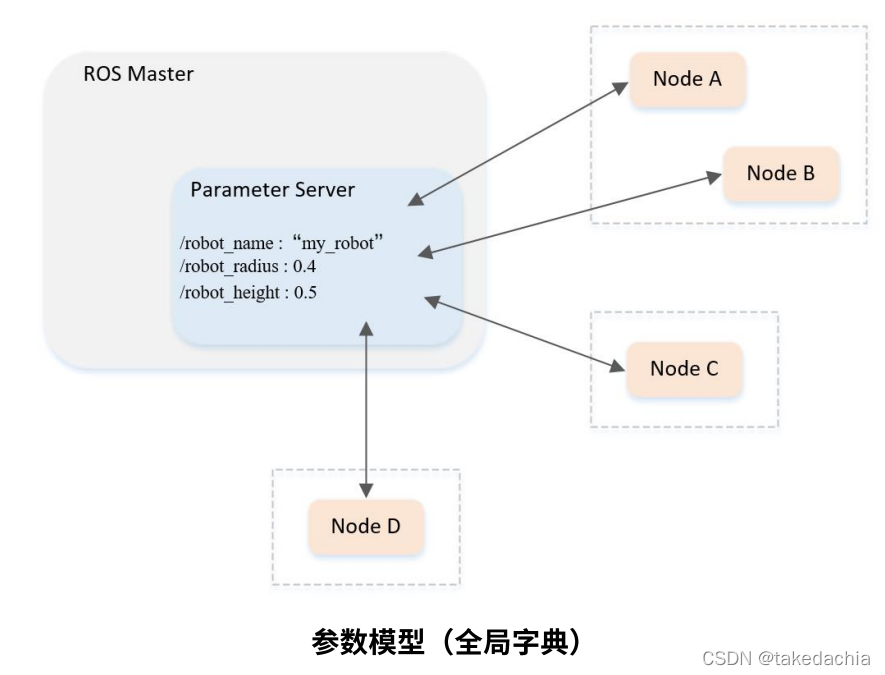 ROS Master
Parameter Server
/robot_name : “my_robot”
/robot_radius : 0.4
/robot_height : 0.5
Node A
Node B
Node C
Node D
参数模型（全局字典）
CSDN @takedachia